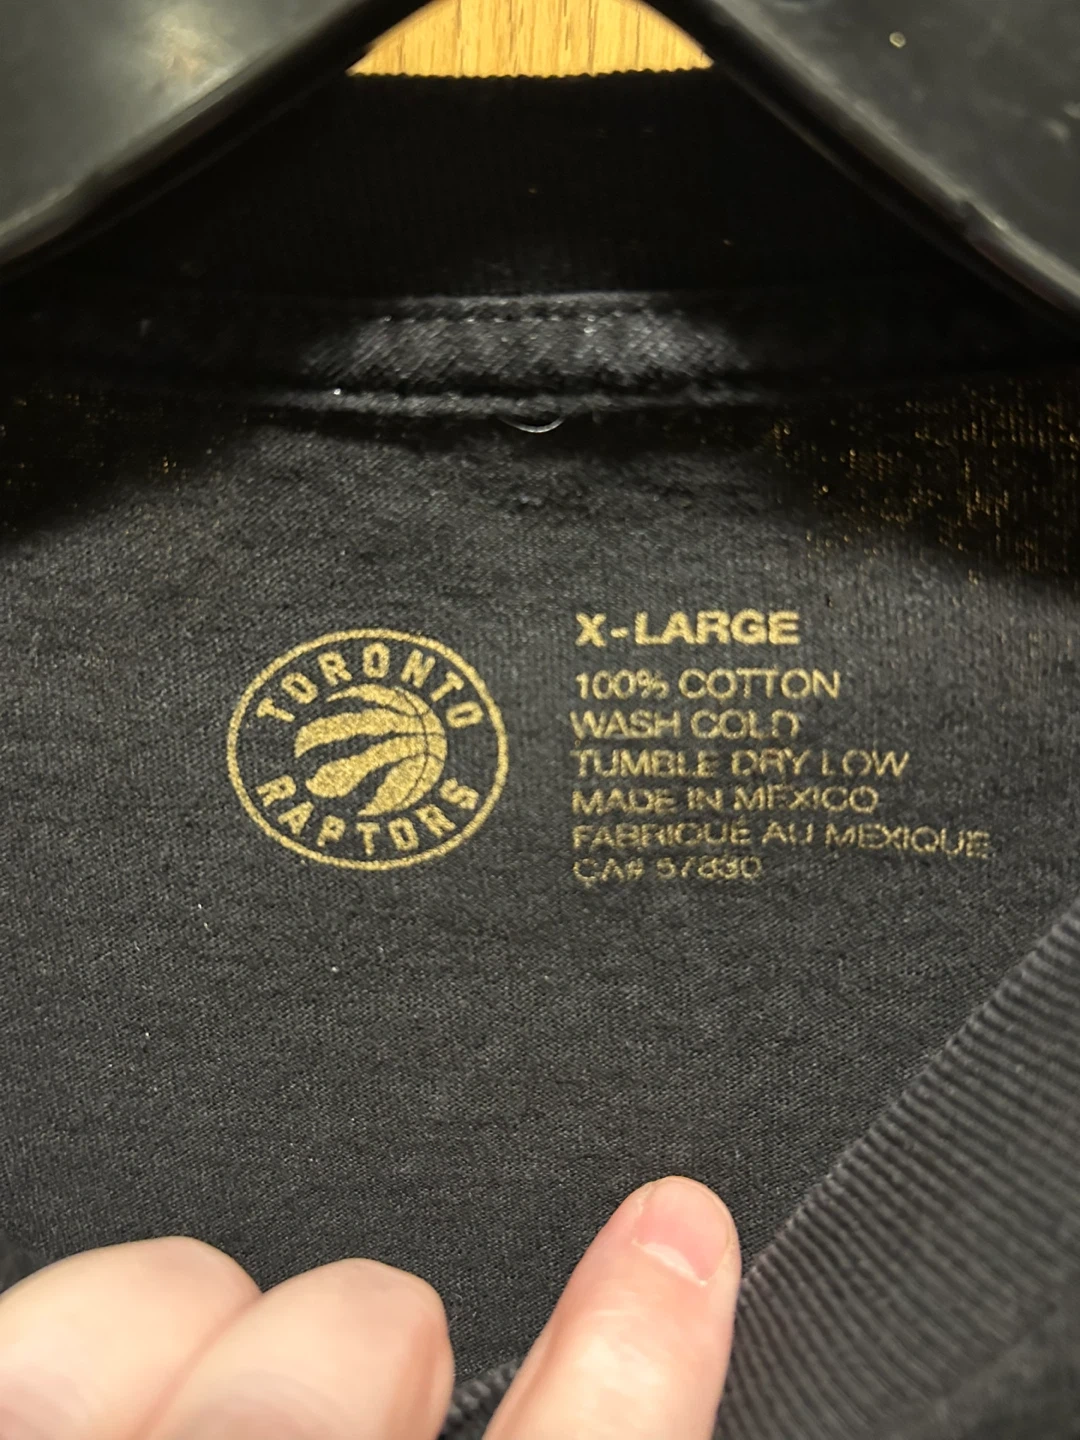 TORONTO
RAPTORS
X-LARGE
100% COTTON
WASH COLD
TUMBLE DRY LOW
MADE IN MEXICO
FABRIQUÉ AU MEXIQUE
CA# 57830